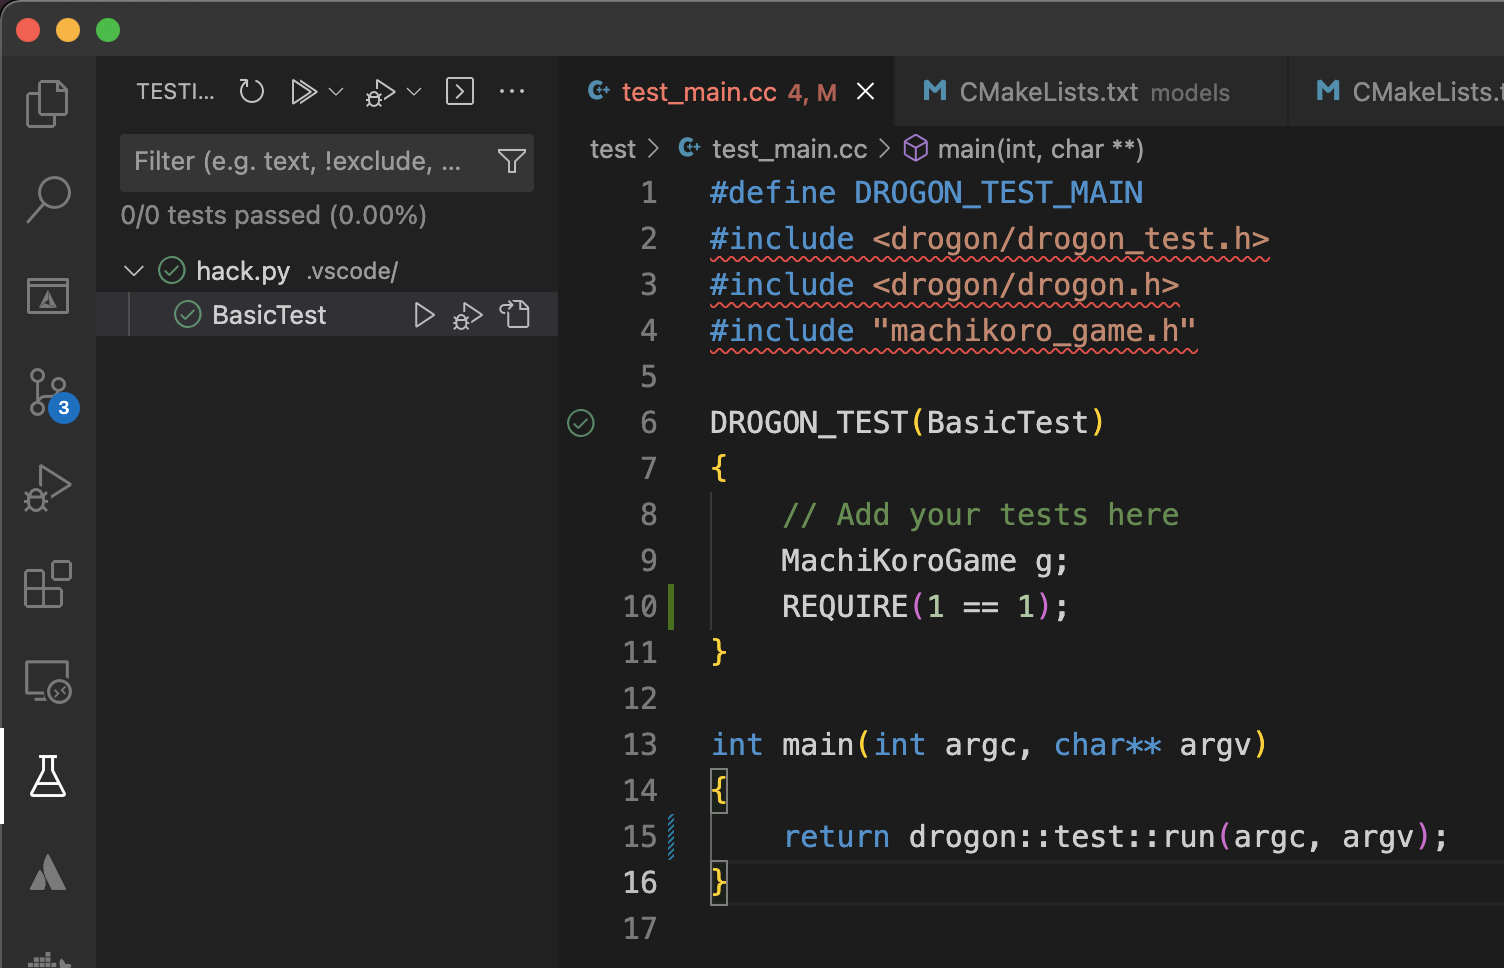 TESTI...
Filter (e.g. text, !exclude, ...
0/0 tests passed (0.00%)
hack.py .vscode/
BasicTest
3
test_main.cc 4, M
CMakeLists.txt models
CMakeLists.t
test > test_main.cc > main(int, char **)
1 #define DROGON_TEST_MAIN
2 #include <drogon/drogon_test.h>
3 #include <drogon/drogon.h>
4 #include "machikoro_game.h"
5
6 DROGON_TEST(BasicTest)
7 {
8 // Add your tests here
9 MachiKoroGame g;
10 REQUIRE(1 == 1);
11 }
12
13 int main(int argc, char** argv)
14 {
15 return drogon::test::run(argc, argv);
16 }
17